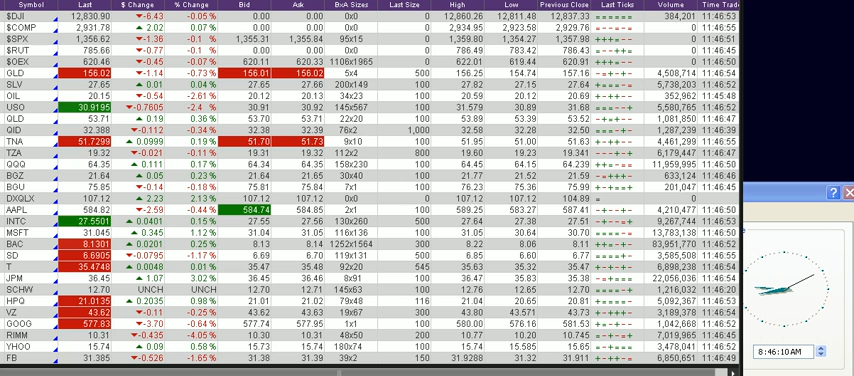 Symbol Last $ Change % Change Bid Ask BxA Sizes Last Size High Low Previous Close Last Ticks Volume Time Trade
$DJI 12,830.90 -6.43 -0.05 % 0.00 0.00 0x0 12,860.26 12,811.48 12,837.33 ====== 384,201 11:46:53
$COMP 2,931.78 2.02 0.07 % 0.00 0.00 0x0 2,934.95 2,923.58 2,929.76 0 11:46:55
$SPX 1,356.62 -1.36 -0.1 % 1,355.31 1,355.84 95x16 1,360.80 1,354.29 1,357.98 0 11:46:51
$RUT 785.66 -0.77 -0.1 % 0.00 0.00 0x0 786.49 783.42 786.43 0 11:46:55
$OEX 620.46 -0.45 -0.07 % 620.11 620.33 1106x1965 622.01 619.44 620.91 0 11:46:50
GLD 156.02 -1.14 -0.73 % 156.01 156.02 5x4 500 156.25 154.74 157.16 4,508,714 11:46:54
SLV 27.65 0.01 0.04 % 27.65 27.66 200x149 100 27.82 27.15 27.64 5,738,203 11:46:52
OIL 20.15 -0.54 -2.61 % 20.12 20.13 34x23 100 20.59 20.12 20.69 352,962 11:45:48
USO 30.9195 -0.7605 -2.4 % 30.91 30.92 145x567 100 31.579 30.89 31.68 5,580,765 11:46:52
QLD 53.71 0.19 0.36 % 53.71 53.70 22x20 100 53.89 53.39 53.52 1,081,850 11:46:47
QID 32.388 -0.112 -0.34 % 32.38 32.39 76x2 1,000 32.58 32.28 32.50 1,287,239 11:46:39
TNA 51.7299 0.0999 0.19 % 51.70 51.73 9x10 100 51.95 51.00 51.63 4,461,299 11:46:55
TZA 19.32 -0.021 -0.11 % 19.31 19.32 112x2 800 19.60 19.23 19.341 6,179,447 11:46:47
QQQ 64.35 0.111 0.17 % 64.34 64.35 158x230 100 64.45 64.15 64.239 11,959,995 11:46:50
BGZ 21.64 0.05 0.23 % 21.64 21.65 30x40 100 21.77 21.52 21.59 633,124 11:46:46
BGU 75.85 -0.14 -0.18 % 75.81 75.84 7x1 100 76.23 75.36 75.99 201,047 11:46:45
DXQLX 107.12 2.23 2.13 % 107.12 107.12 0x0 0 104.89 = 0
AAPL 584.82 -2.59 -0.44 % 584.74 584.85 2x1 100 589.25 583.27 587.41 4,210,477 11:46:50
INTC 27.5501 0.0401 0.15 % 27.55 27.56 130x260 500 27.64 27.38 27.51 9,267,744 11:46:53
MSFT 31.045 0.345 1.12 % 31.04 31.05 116x136 100 31.05 30.64 30.70 13,783,138 11:46:50
BAC 8.1301 0.0201 0.25 % 8.13 8.14 1252x1564 300 8.22 8.06 8.11 83,951,770 11:46:52
SD 6.6905 -0.0795 -1.17 % 6.69 6.70 119x131 500 6.85 6.60 6.77 3,585,508 11:46:55
T 35.4748 0.0048 0.01 % 35.47 35.48 92x20 544 35.63 35.32 35.47 6,898,238 11:46:54
JPM 36.45 1.07 3.02 % 36.45 36.46 8x91 100 36.47 35.83 35.38 22,056,036 11:46:54
SCHW 12.70 UNCH UNCH 12.70 12.71 145x63 100 12.76 12.65 12.70 1,216,032 11:46:20
HPQ 21.0135 0.2035 0.98 % 21.01 21.02 79x48 116 21.04 20.65 20.81 5,092,367 11:46:53
VZ 43.62 -0.11 -0.25 % 43.62 43.63 19x67 300 43.80 43.571 43.73 3,189,378 11:46:54
GOOG 577.83 -3.70 -0.64 % 577.74 577.95 1x1 100 580.00 576.16 581.53 1,042,668 11:46:52
RIMM 10.31 -0.435 -4.05 % 10.30 10.31 48x50 200 10.77 10.20 10.745 7,019,965 11:46:45
YHOO 15.74 0.09 0.58 % 15.73 15.74 180x74 100 15.74 15.585 15.65 3,478,041 11:46:52
FB 31.385 -0.526 -1.65 % 31.38 31.39 39x2 150 31.9288 31.32 31.911 6,850,651 11:46:49
8:46:10 AM